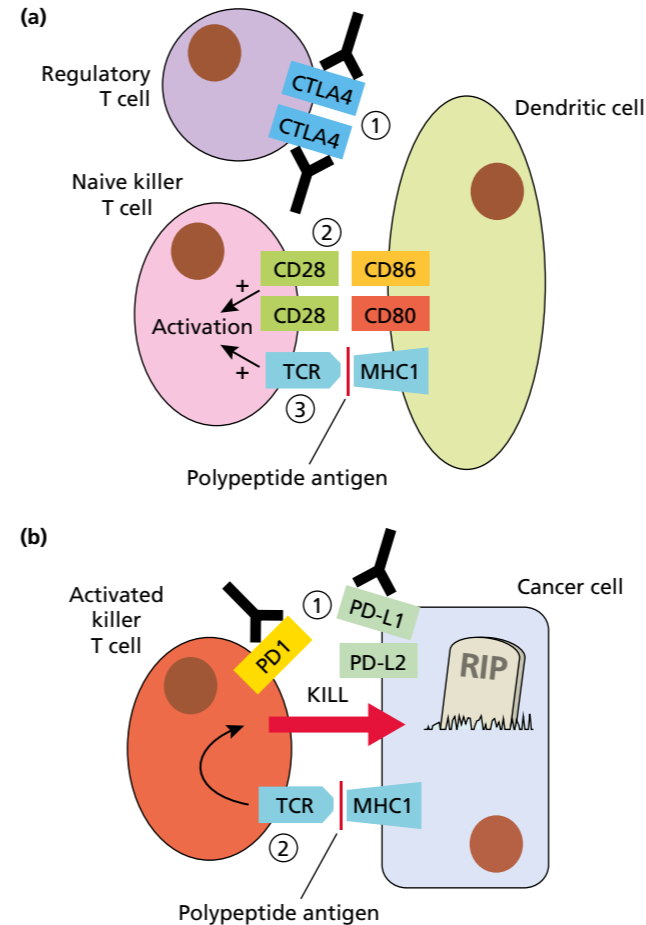 (a)
Regulatory
T cell
CTLA4
CTLA4
1
Dendritic cell
Naive killer
T cell
2
CD28 CD86
+
CD28 CD80
Activation
+ TCR MHC1
3
Polypeptide antigen
(b)
Activated
killer
T cell
1
PD-L1
Cancer cell
PD1
PD-L2
RIP
KILL
TCR MHC1
2
Polypeptide antigen